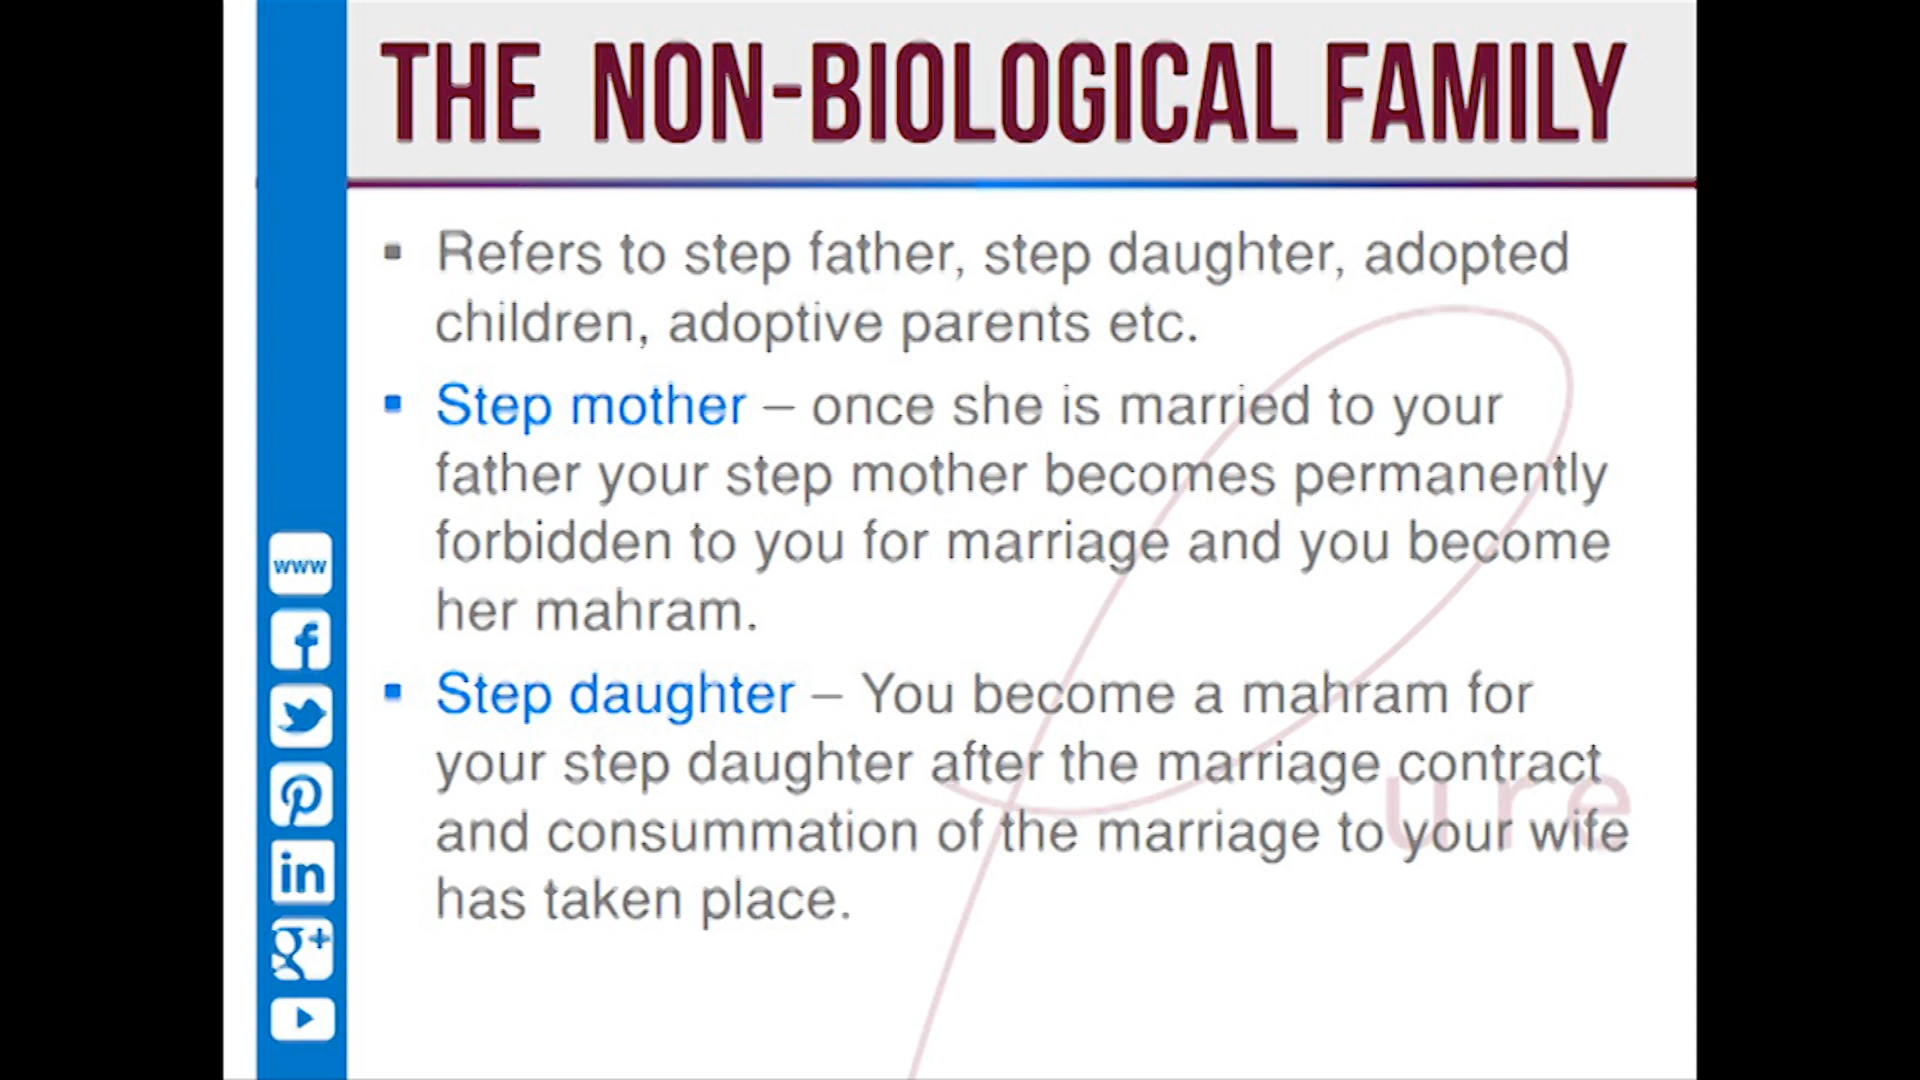 THE NON-BIOLOGICAL FAMILY
▪ Refers to step father, step daughter, adopted
children, adoptive parents etc.
▪ Step mother – once she is married to your
father your step mother becomes permanently
forbidden to you for marriage and you become
her mahram.
▪ Step daughter – You become a mahram for
your step daughter after the marriage contract
and consummation of the marriage to your wife
has taken place.
ure
www
f
in
g+